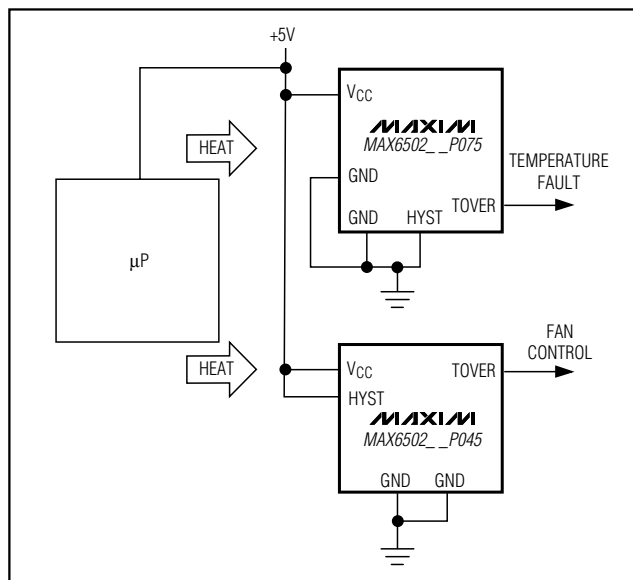 +5V
HEAT
μP
HEAT
VCC
MAXIM
MAX6502_ _P075
GND
GND
HYST
TOVER
TEMPERATURE
FAULT
VCC
HYST
TOVER
MAXIM
MAX6502_ _P045
GND
GND
FAN
CONTROL